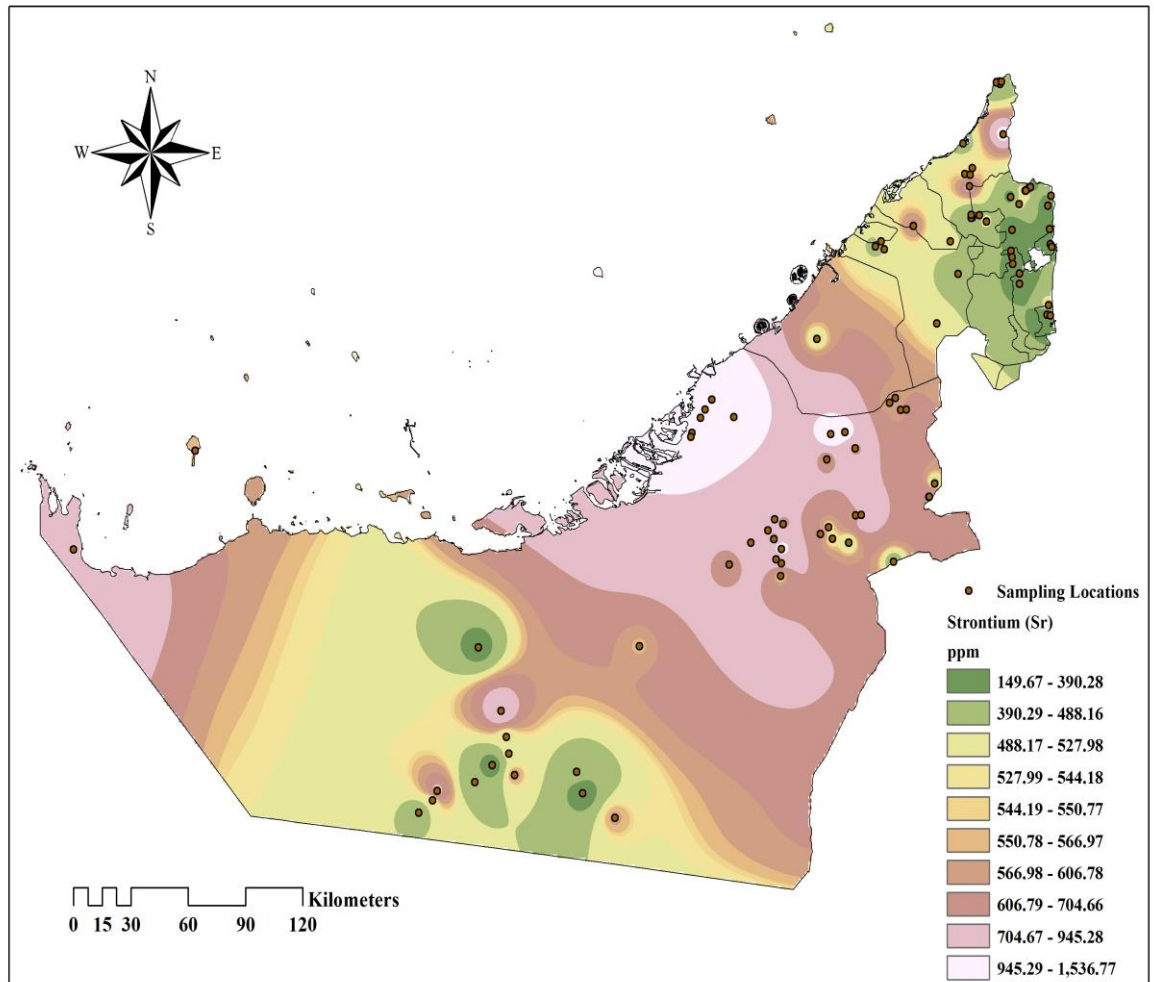 N
W E
S
Sampling Locations
Strontium (Sr)
ppm
149.67 - 390.28
390.29 - 488.16
488.17 - 527.98
527.99 - 544.18
544.19 - 550.77
550.78 - 566.97
566.98 - 606.78
606.79 - 704.66
704.67 - 945.28
945.29 - 1,536.77
Kilometers
0 15 30 60 90 120